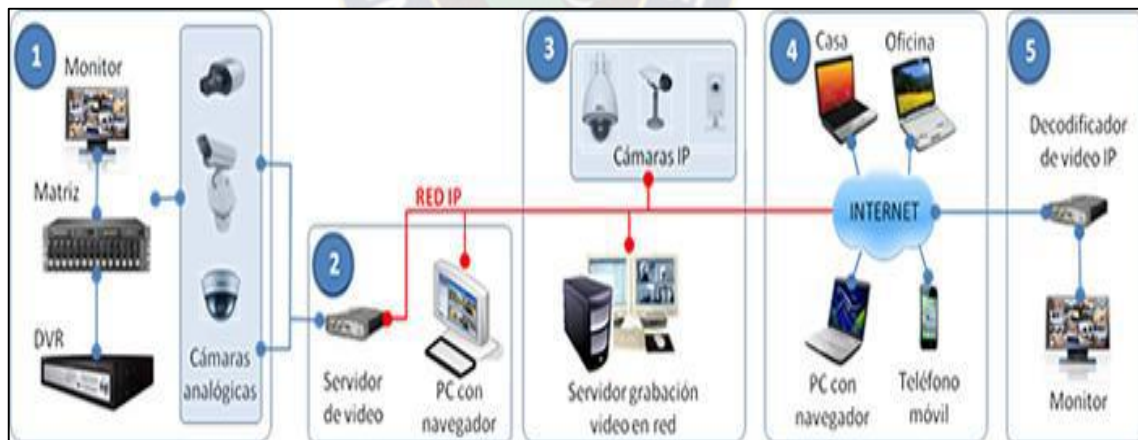 1
Monitor
Matriz
DVR
Cámaras
analógicas
2
Servidor
de video
PC con
navegador
RED IP
3
Cámaras IP
Servidor grabación
video en red
4
Casa
Oficina
INTERNET
PC con
navegador
Teléfono
móvil
5
Decodificador
de video IP
Monitor